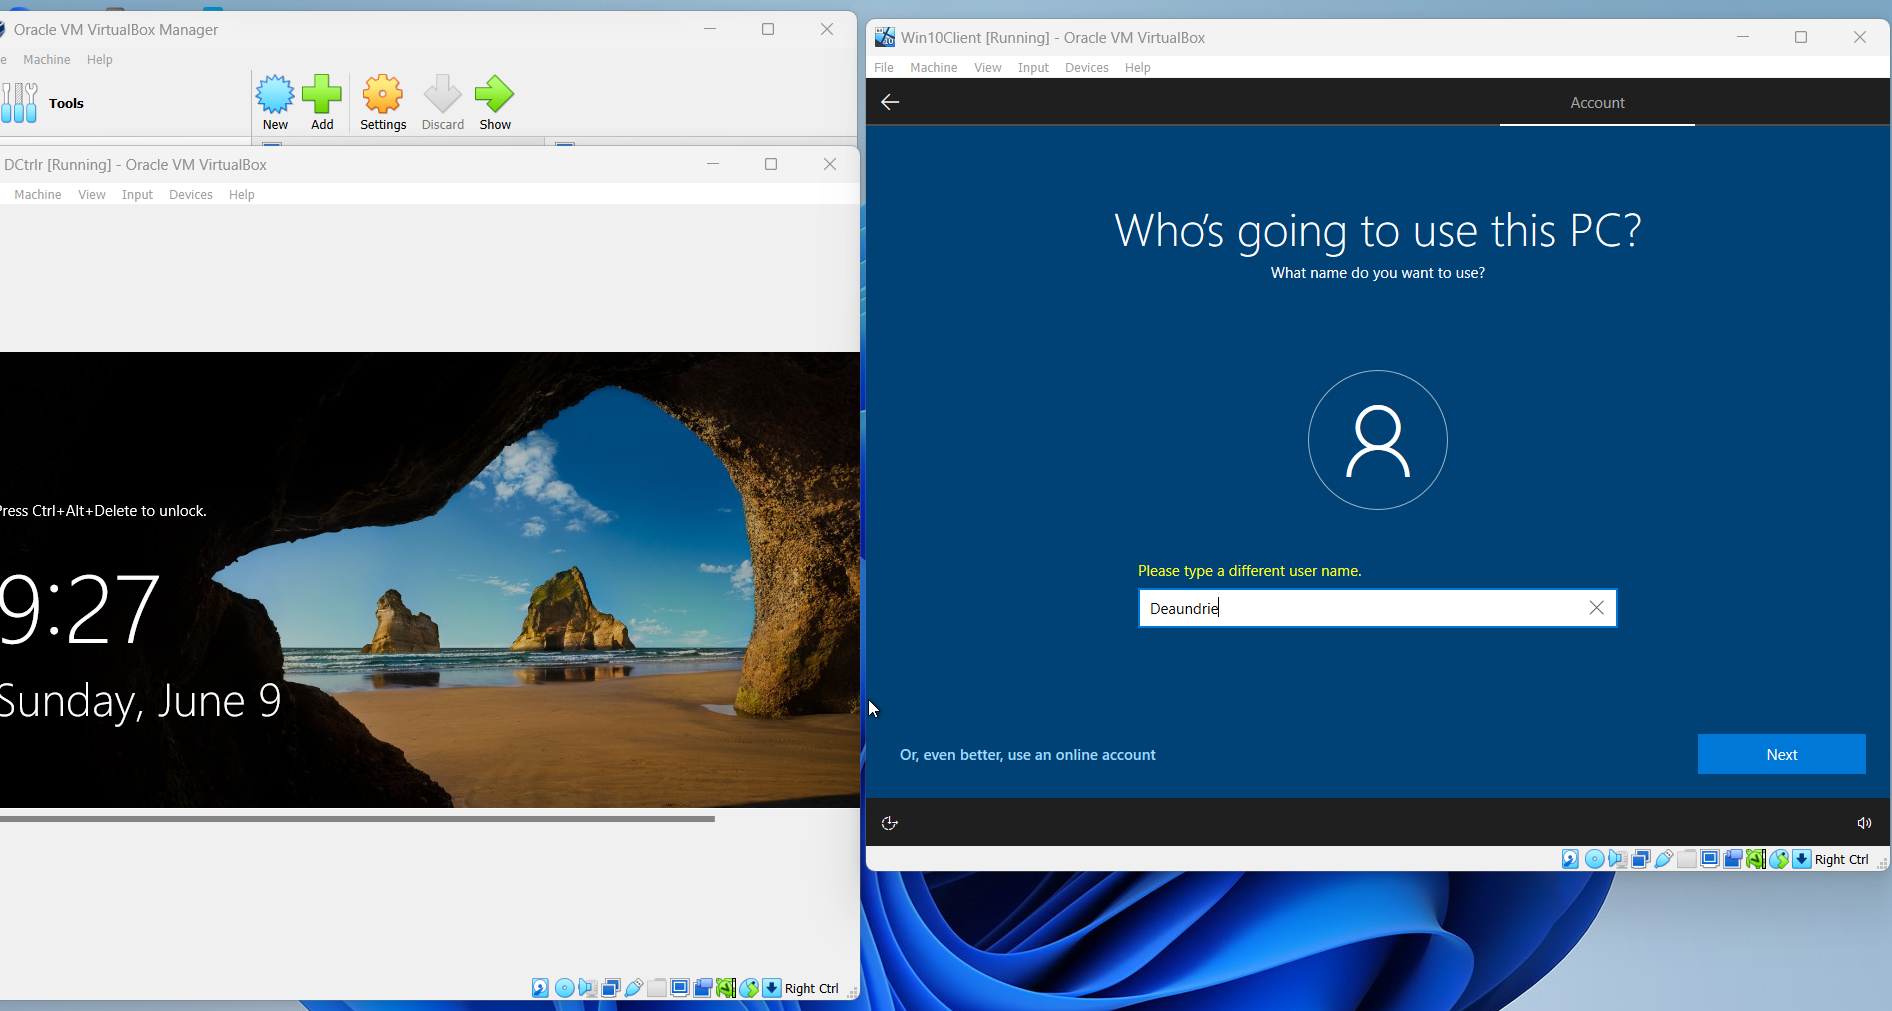 Oracle VM VirtualBox Manager
e Machine Help
Tools
New Add Settings Discard Show
DCtrlr [Running] - Oracle VM VirtualBox
Machine View Input Devices Help
Press Ctrl+Alt+Delete to unlock.
9:27
Sunday, June 9
Right Ctrl
Win10Client [Running] - Oracle VM VirtualBox
File Machine View Input Devices Help
Account
Who's going to use this PC?
What name do you want to use?
Please type a different user name.
Deaundrie
Or, even better, use an online account
Next
Right Ctrl